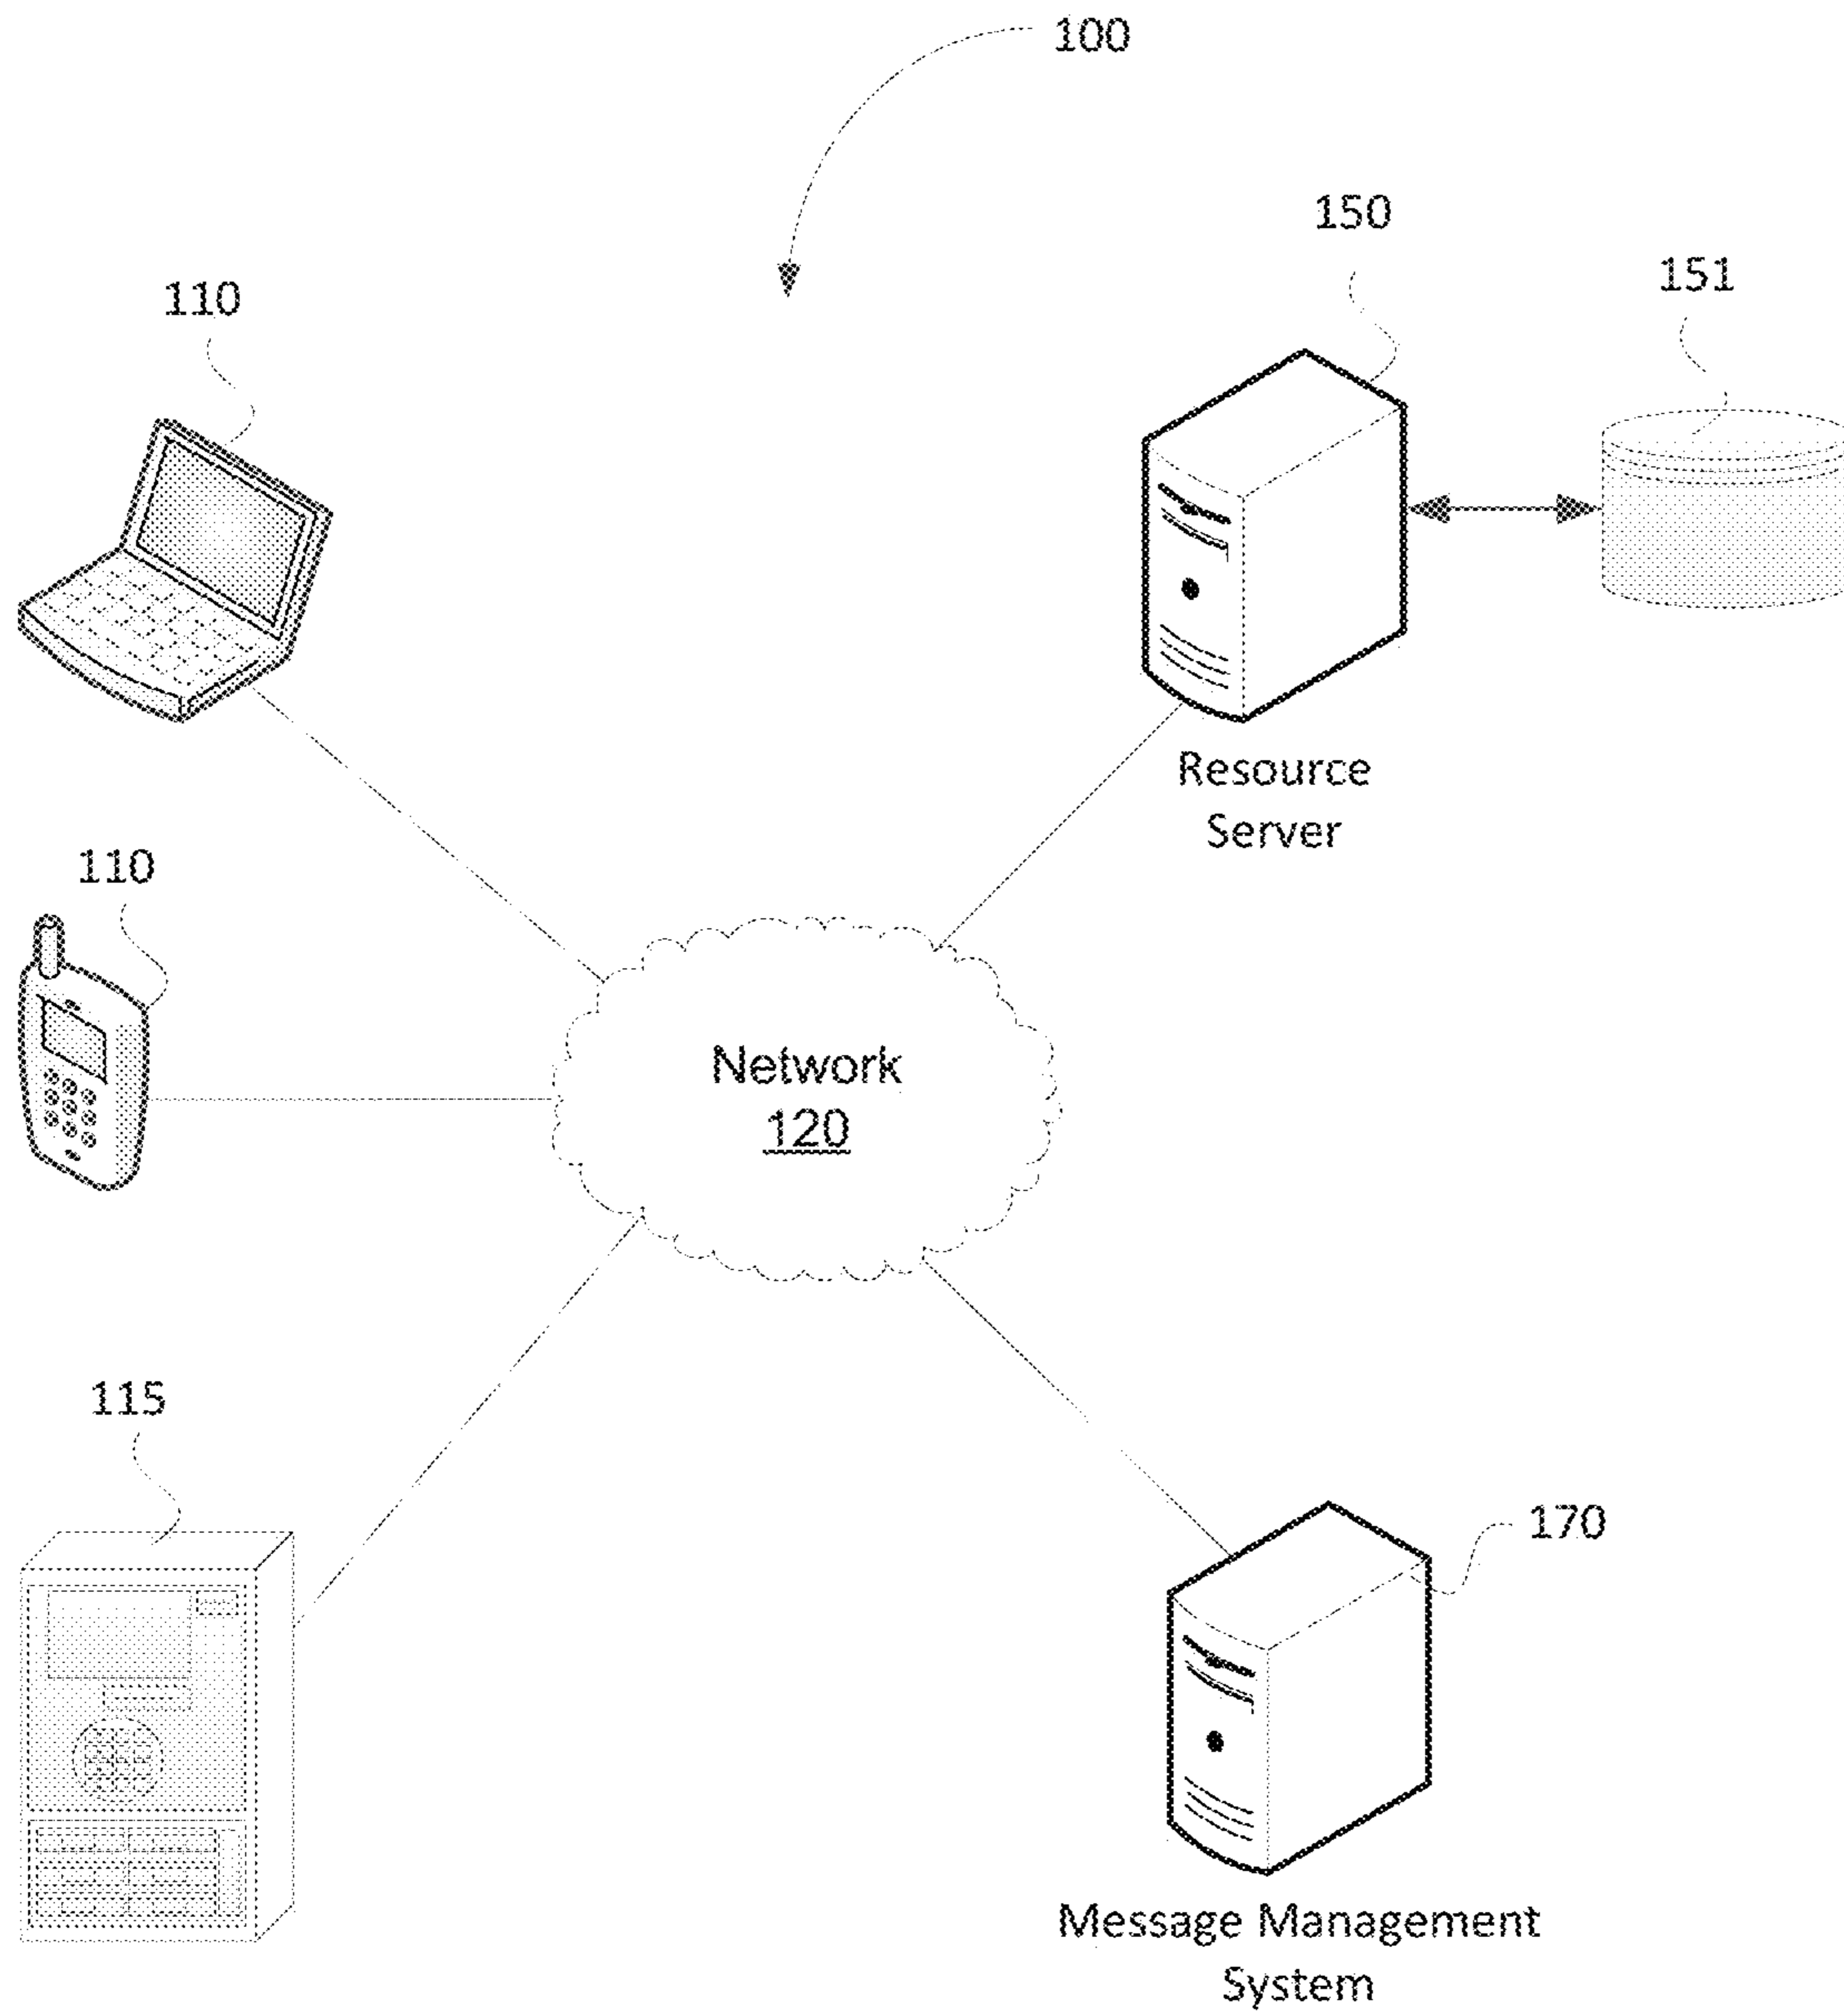 100
150
151
110
Resource
Server
110
Network
120
115
170
Message Management
System